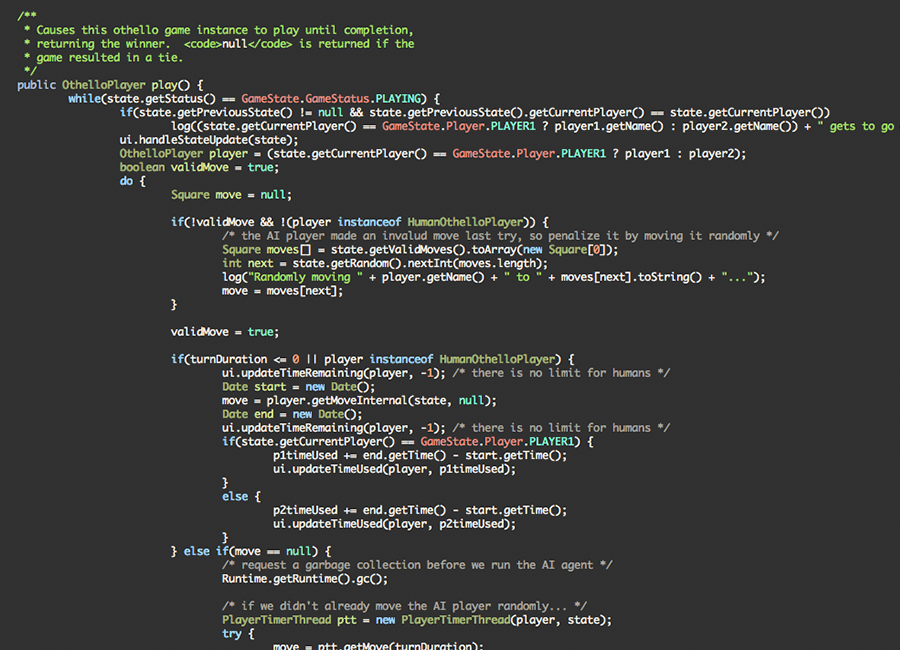 /**
 * Causes this othello game instance to play until completion,
 * returning the winner.  <code>null</code> is returned if the
 * game resulted in a tie.
 */
public OthelloPlayer play() {
        while(state.getStatus() == GameState.GameStatus.PLAYING) {
                if(state.getPreviousState() != null && state.getPreviousState().getCurrentPlayer() == state.getCurrentPlayer())
                        log((state.getCurrentPlayer() == GameState.Player.PLAYER1 ? player1.getName() : player2.getName()) + " gets to go
                ui.handleStateUpdate(state);
                OthelloPlayer player = (state.getCurrentPlayer() == GameState.Player.PLAYER1 ? player1 : player2);
                boolean validMove = true;
                do {
                        Square move = null;

                        if(!validMove && !(player instanceof HumanOthelloPlayer)) {
                                /* the AI player made an invalud move last try, so penalize it by moving it randomly */
                                Square moves[] = state.getValidMoves().toArray(new Square[0]);
                                int next = state.getRandom().nextInt(moves.length);
                                log("Randomly moving " + player.getName() + " to " + moves[next].toString() + "...");
                                move = moves[next];
                        }

                        validMove = true;

                        if(turnDuration <= 0 || player instanceof HumanOthelloPlayer) {
                                ui.updateTimeRemaining(player, -1); /* there is no limit for humans */
                                Date start = new Date();
                                move = player.getMoveInternal(state, null);
                                Date end = new Date();
                                ui.updateTimeRemaining(player, -1); /* there is no limit for humans */
                                if(state.getCurrentPlayer() == GameState.Player.PLAYER1) {
                                        p1timeUsed += end.getTime() - start.getTime();
                                        ui.updateTimeUsed(player, p1timeUsed);
                                }
                                else {
                                        p2timeUsed += end.getTime() - start.getTime();
                                        ui.updateTimeUsed(player, p2timeUsed);
                                }
                        } else if(move == null) {
                                /* request a garbage collection before we run the AI agent */
                                Runtime.getRuntime().gc();

                                /* if we didn't already move the AI player randomly... */
                                PlayerTimerThread ptt = new PlayerTimerThread(player, state);
                                try {
                                        move = ptt.getMove(turnDuration);